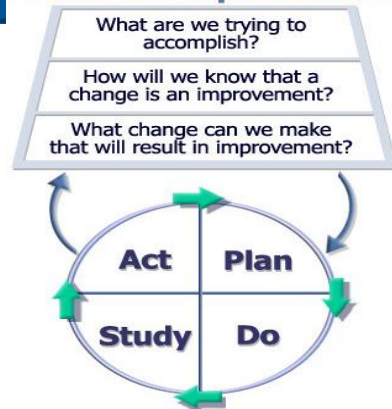 What are we trying to
accomplish?
How will we know that a
change is an improvement?
What change can we make
that will result in improvement?
Act
Plan
Study
Do